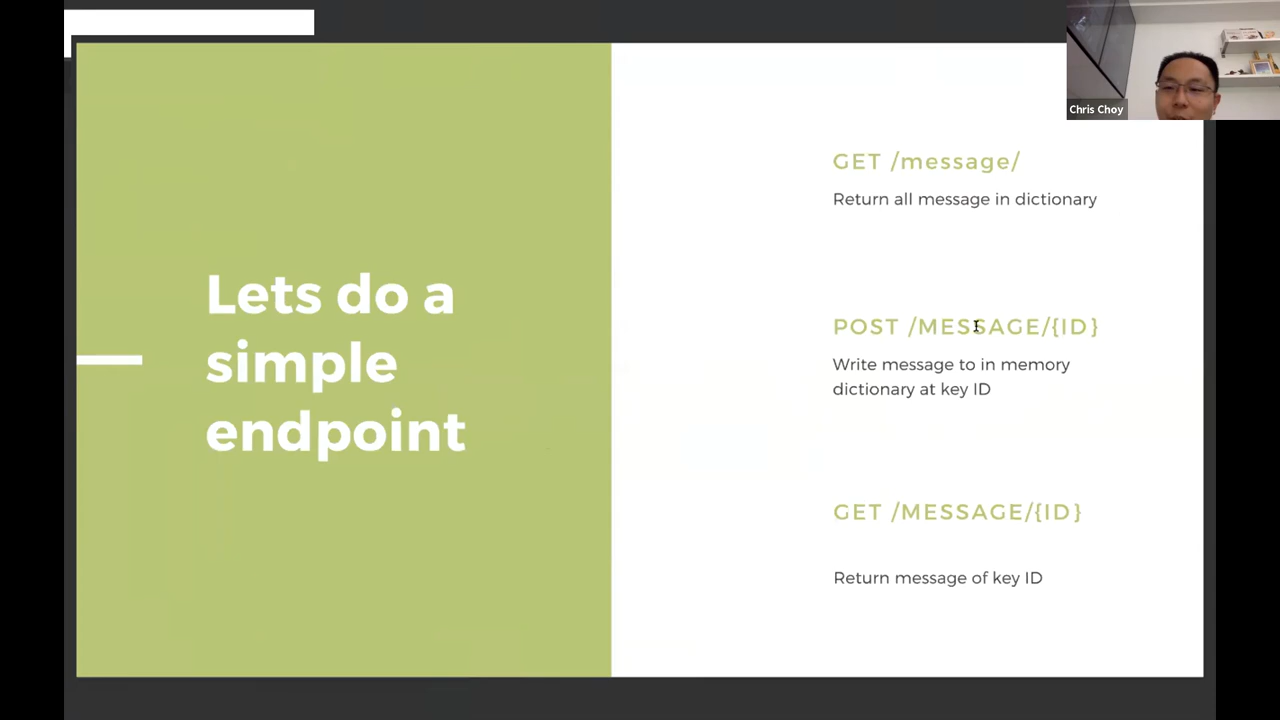 Chris Choy
Lets do a
simple
endpoint
GET /message/
Return all message in dictionary
POST /MESSAGE/{ID}
Write message to in memory
dictionary at key ID
GET /MESSAGE/{ID}
Return message of key ID